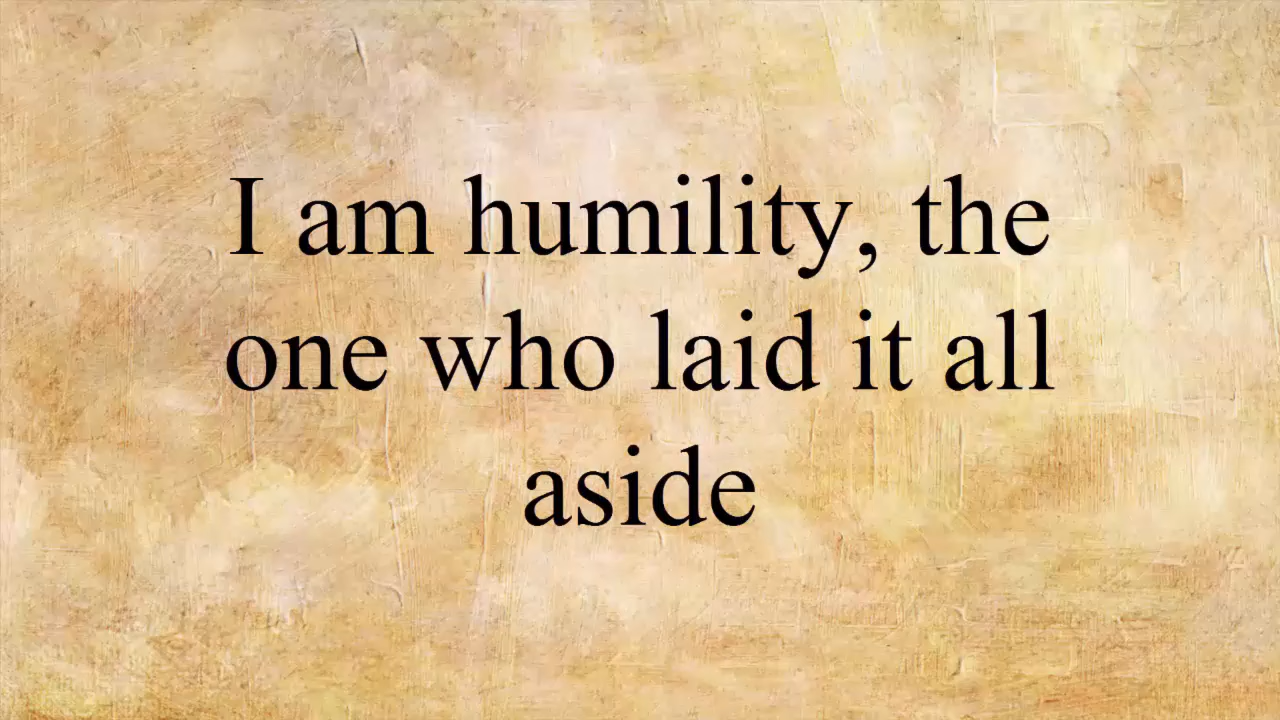 I am humility, the
one who laid it all
aside